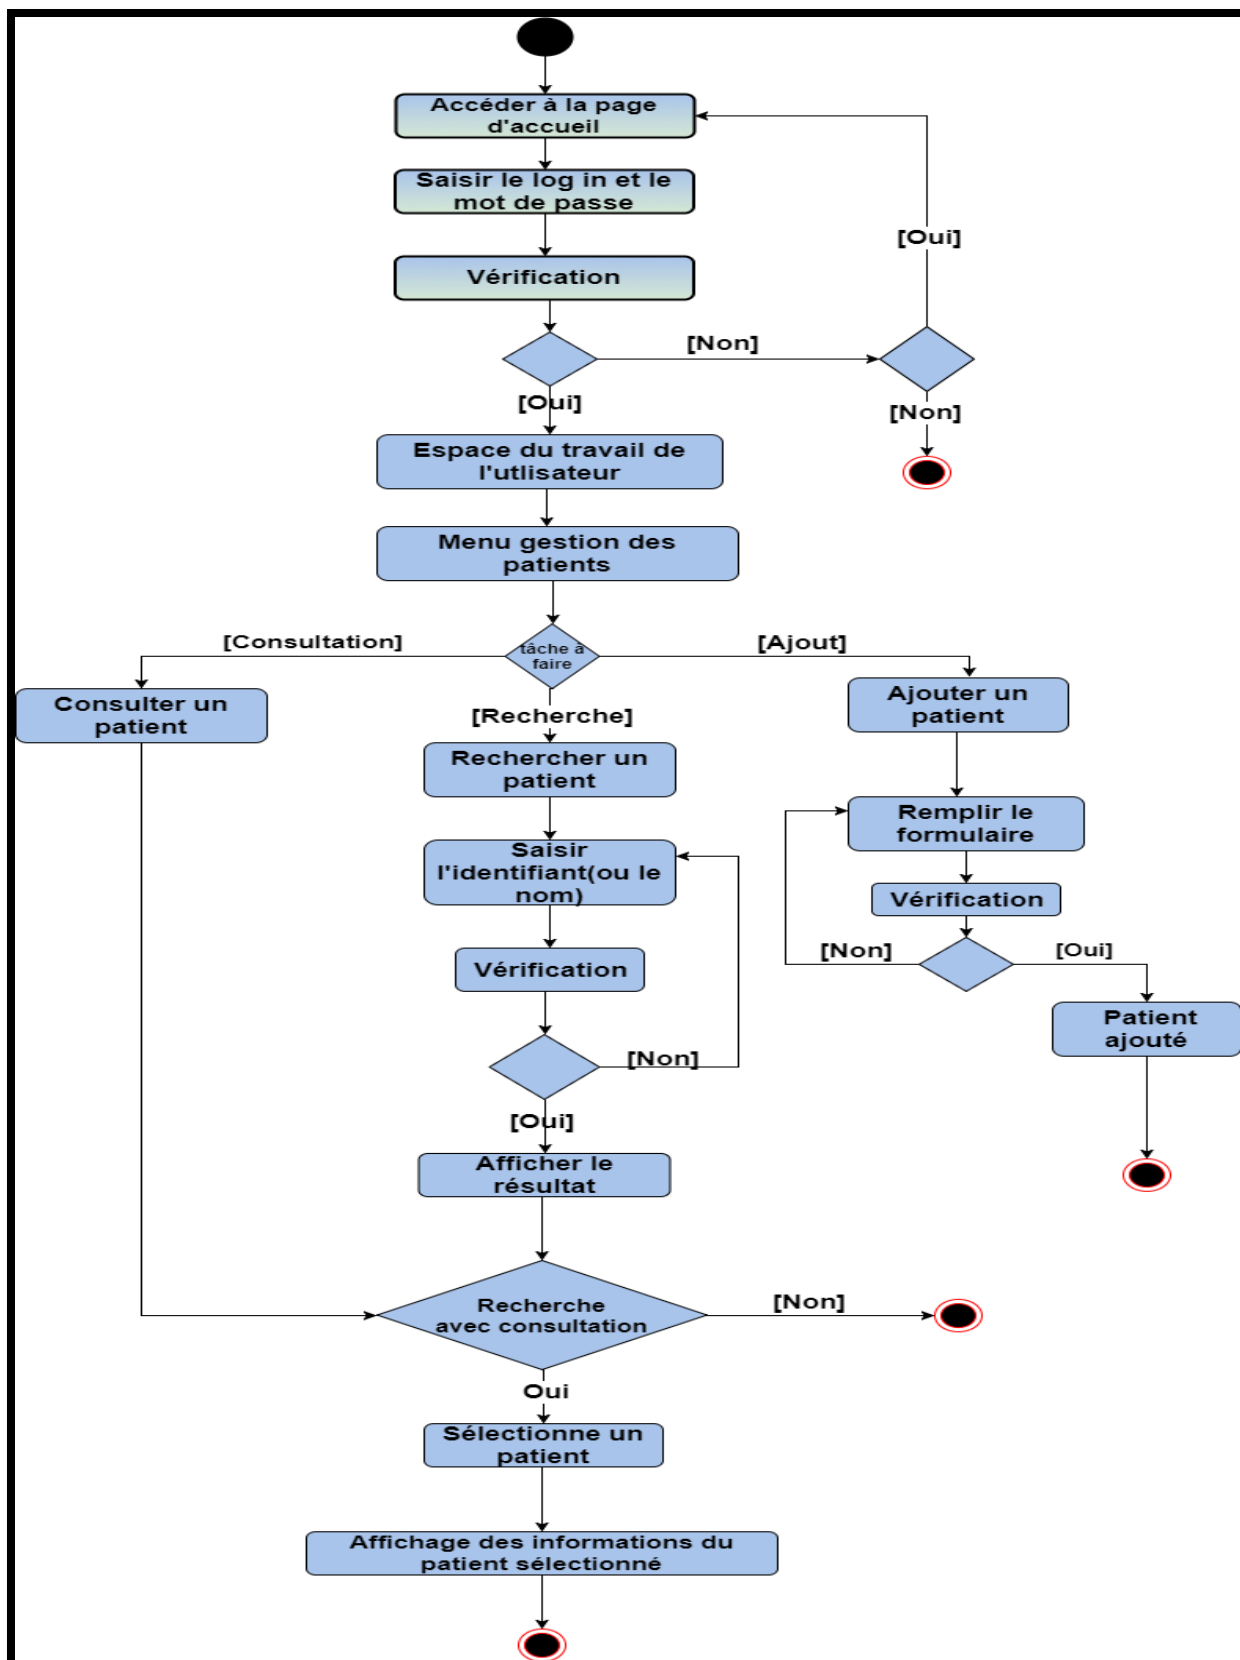 Accéder à la page
d'accueil
Saisir le log in et le
mot de passe
[Oui]
Vérification
[Non]
[Oui]
[Non]
Espace du travail de
l'utlisateur
Menu gestion des
patients
[Consultation]
tâche à
faire
[Ajout]
Consulter un
patient
[Recherche]
Ajouter un
patient
Rechercher un
patient
Remplir le
formulaire
Saisir
l'identifiant(ou le
nom)
Vérification
[Non]
[Oui]
Vérification
Patient
ajouté
[Non]
[Oui]
Afficher le
résultat
Recherche
avec consultation
[Non]
Oui
Sélectionne un
patient
Affichage des informations du
patient sélectionné